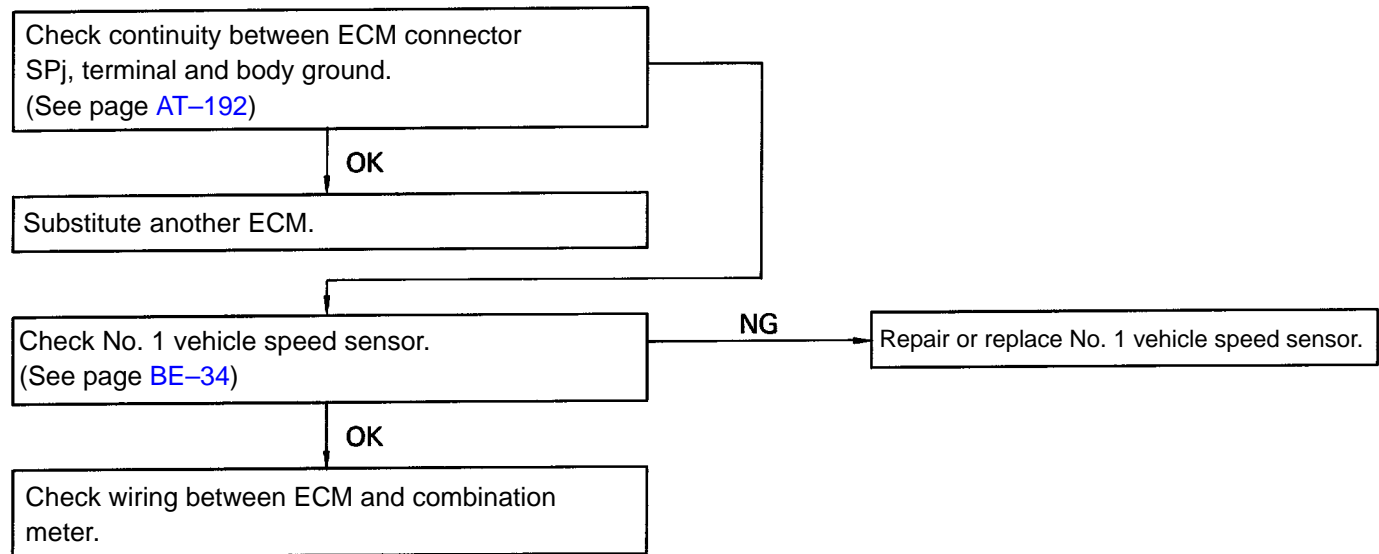 Check continuity between ECM connector
SPj, terminal and body ground.
(See page AT–192)
OK
Substitute another ECM.
Check No. 1 vehicle speed sensor.
(See page BE–34)
NG
Repair or replace No. 1 vehicle speed sensor.
OK
Check wiring between ECM and combination
meter.